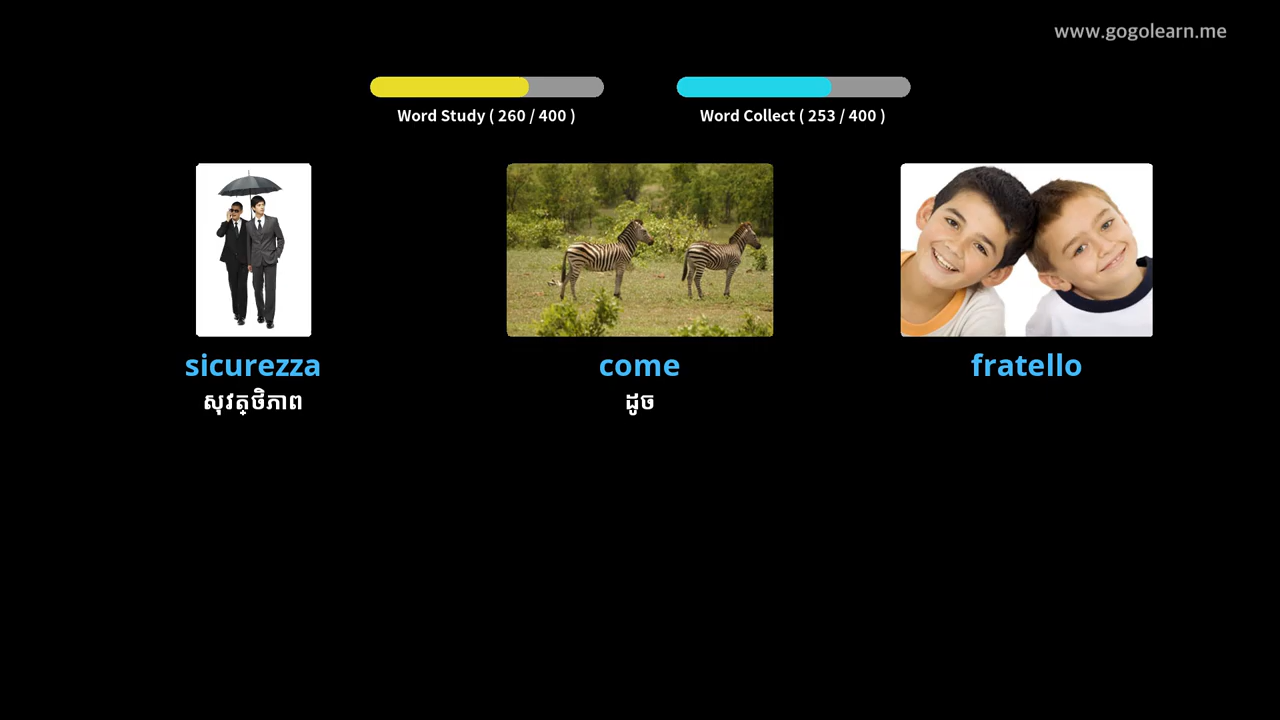 www.gogolearn.me
Word Study ( 260 / 400 )
Word Collect ( 253 / 400 )
sicurezza
សុវត្ថិភាព
come
ដូច
fratello